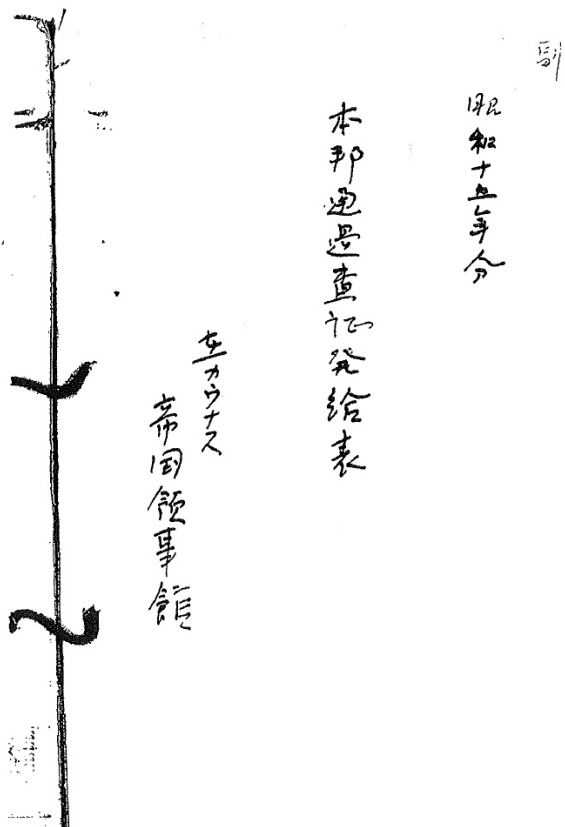 副
昭和十五年分
本邦通過査証発給表
在カウナス
帝国領事館